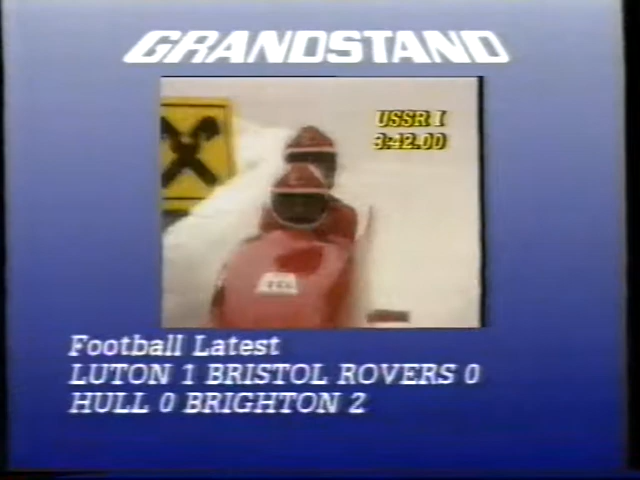 GRANDSTAND
USSR I
3:42.00
Football Latest
LUTON 1 BRISTOL ROVERS 0
HULL 0 BRIGHTON 2